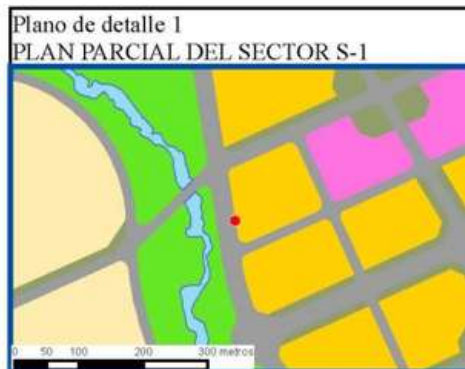 Plano de detalle 1
PLAN PARCIAL DEL SECTOR S-1
0 50 100 200 300 metros